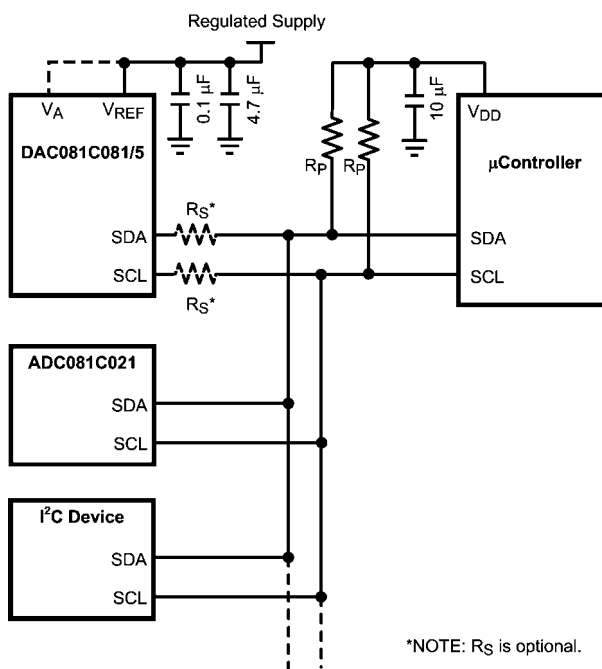 Regulated Supply
VA
VREF
0.1 µF
4.7 µF
DAC081C081/5
SDA
SCL
RS*
RS*
RP
RP
10 µF
VDD
µController
SDA
SCL
ADC081C021
SDA
SCL
I²C Device
SDA
SCL
*NOTE: RS is optional.